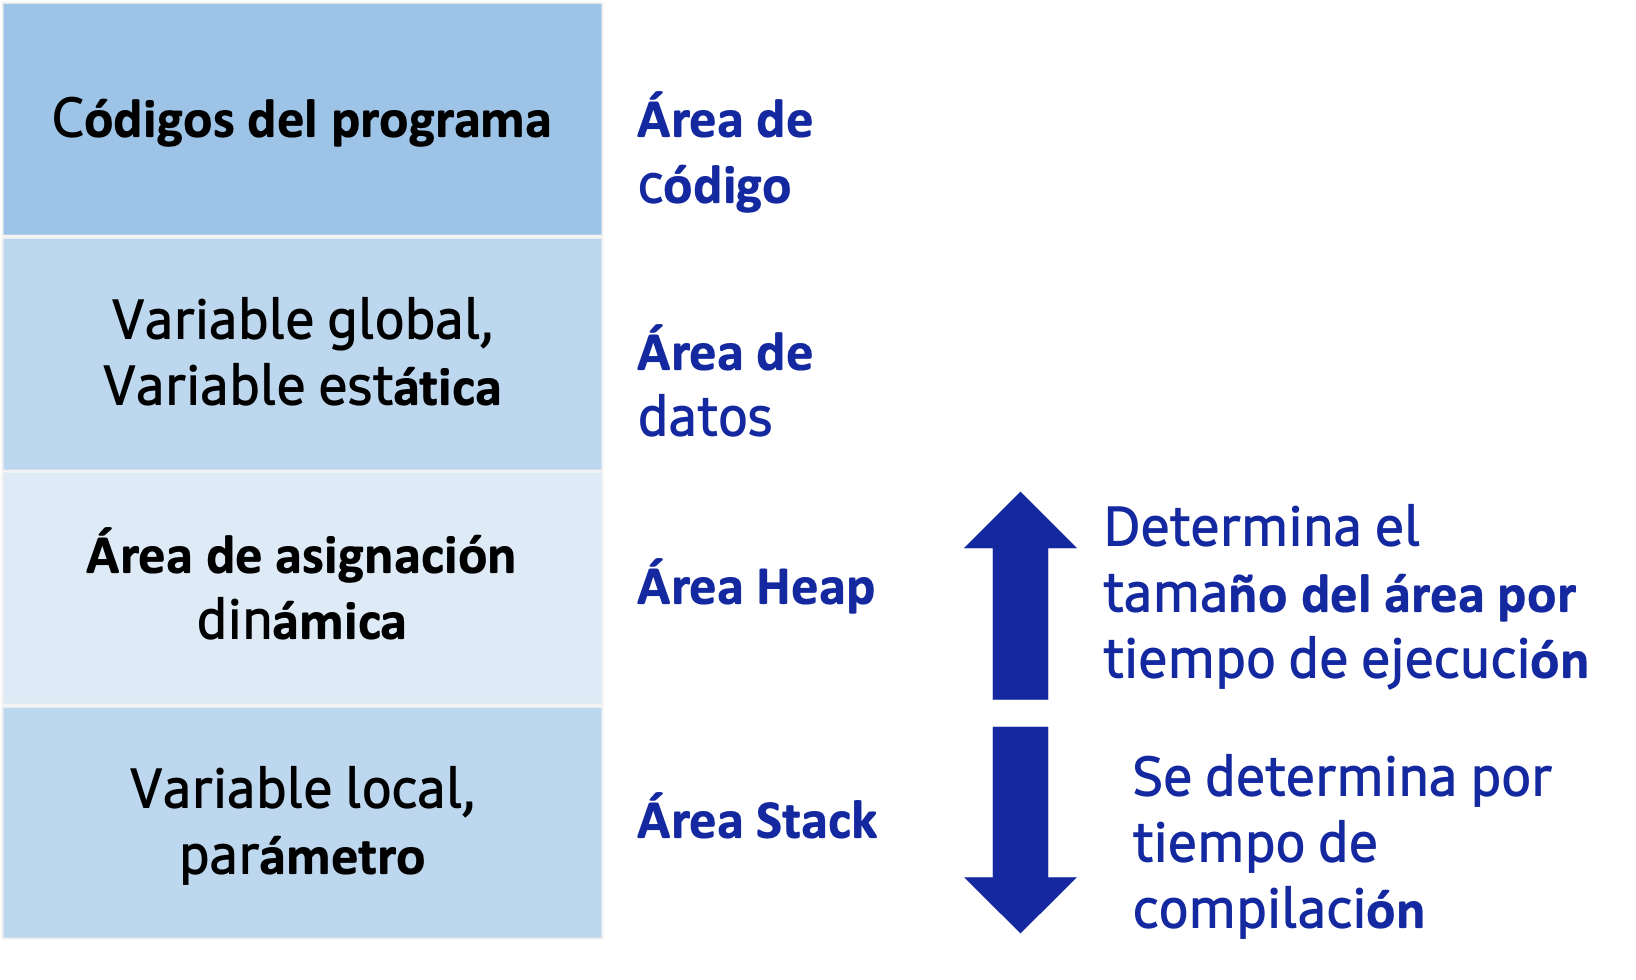 Códigos del programa
Área de
código
Variable global,
Variable estática
Área de
datos
Área de asignación
dinámica
Área Heap
Determina el
tamaño del área por
tiempo de ejecución
Variable local,
parámetro
Área Stack
Se determina por
tiempo de
compilación